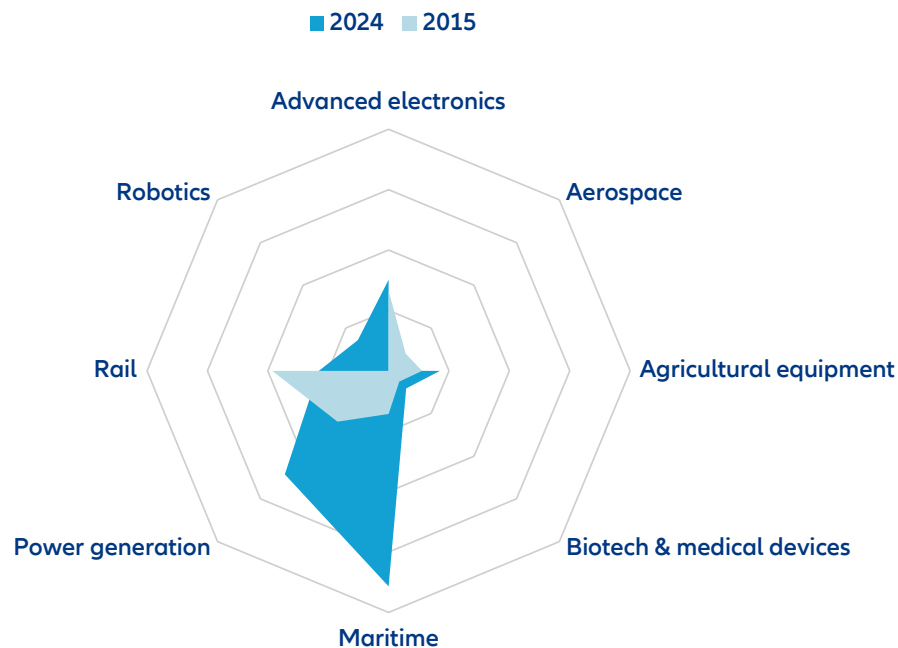 2024 2015
Advanced electronics
Robotics
Aerospace
Rail
Agricultural equipment
Power generation
Biotech & medical devices
Maritime